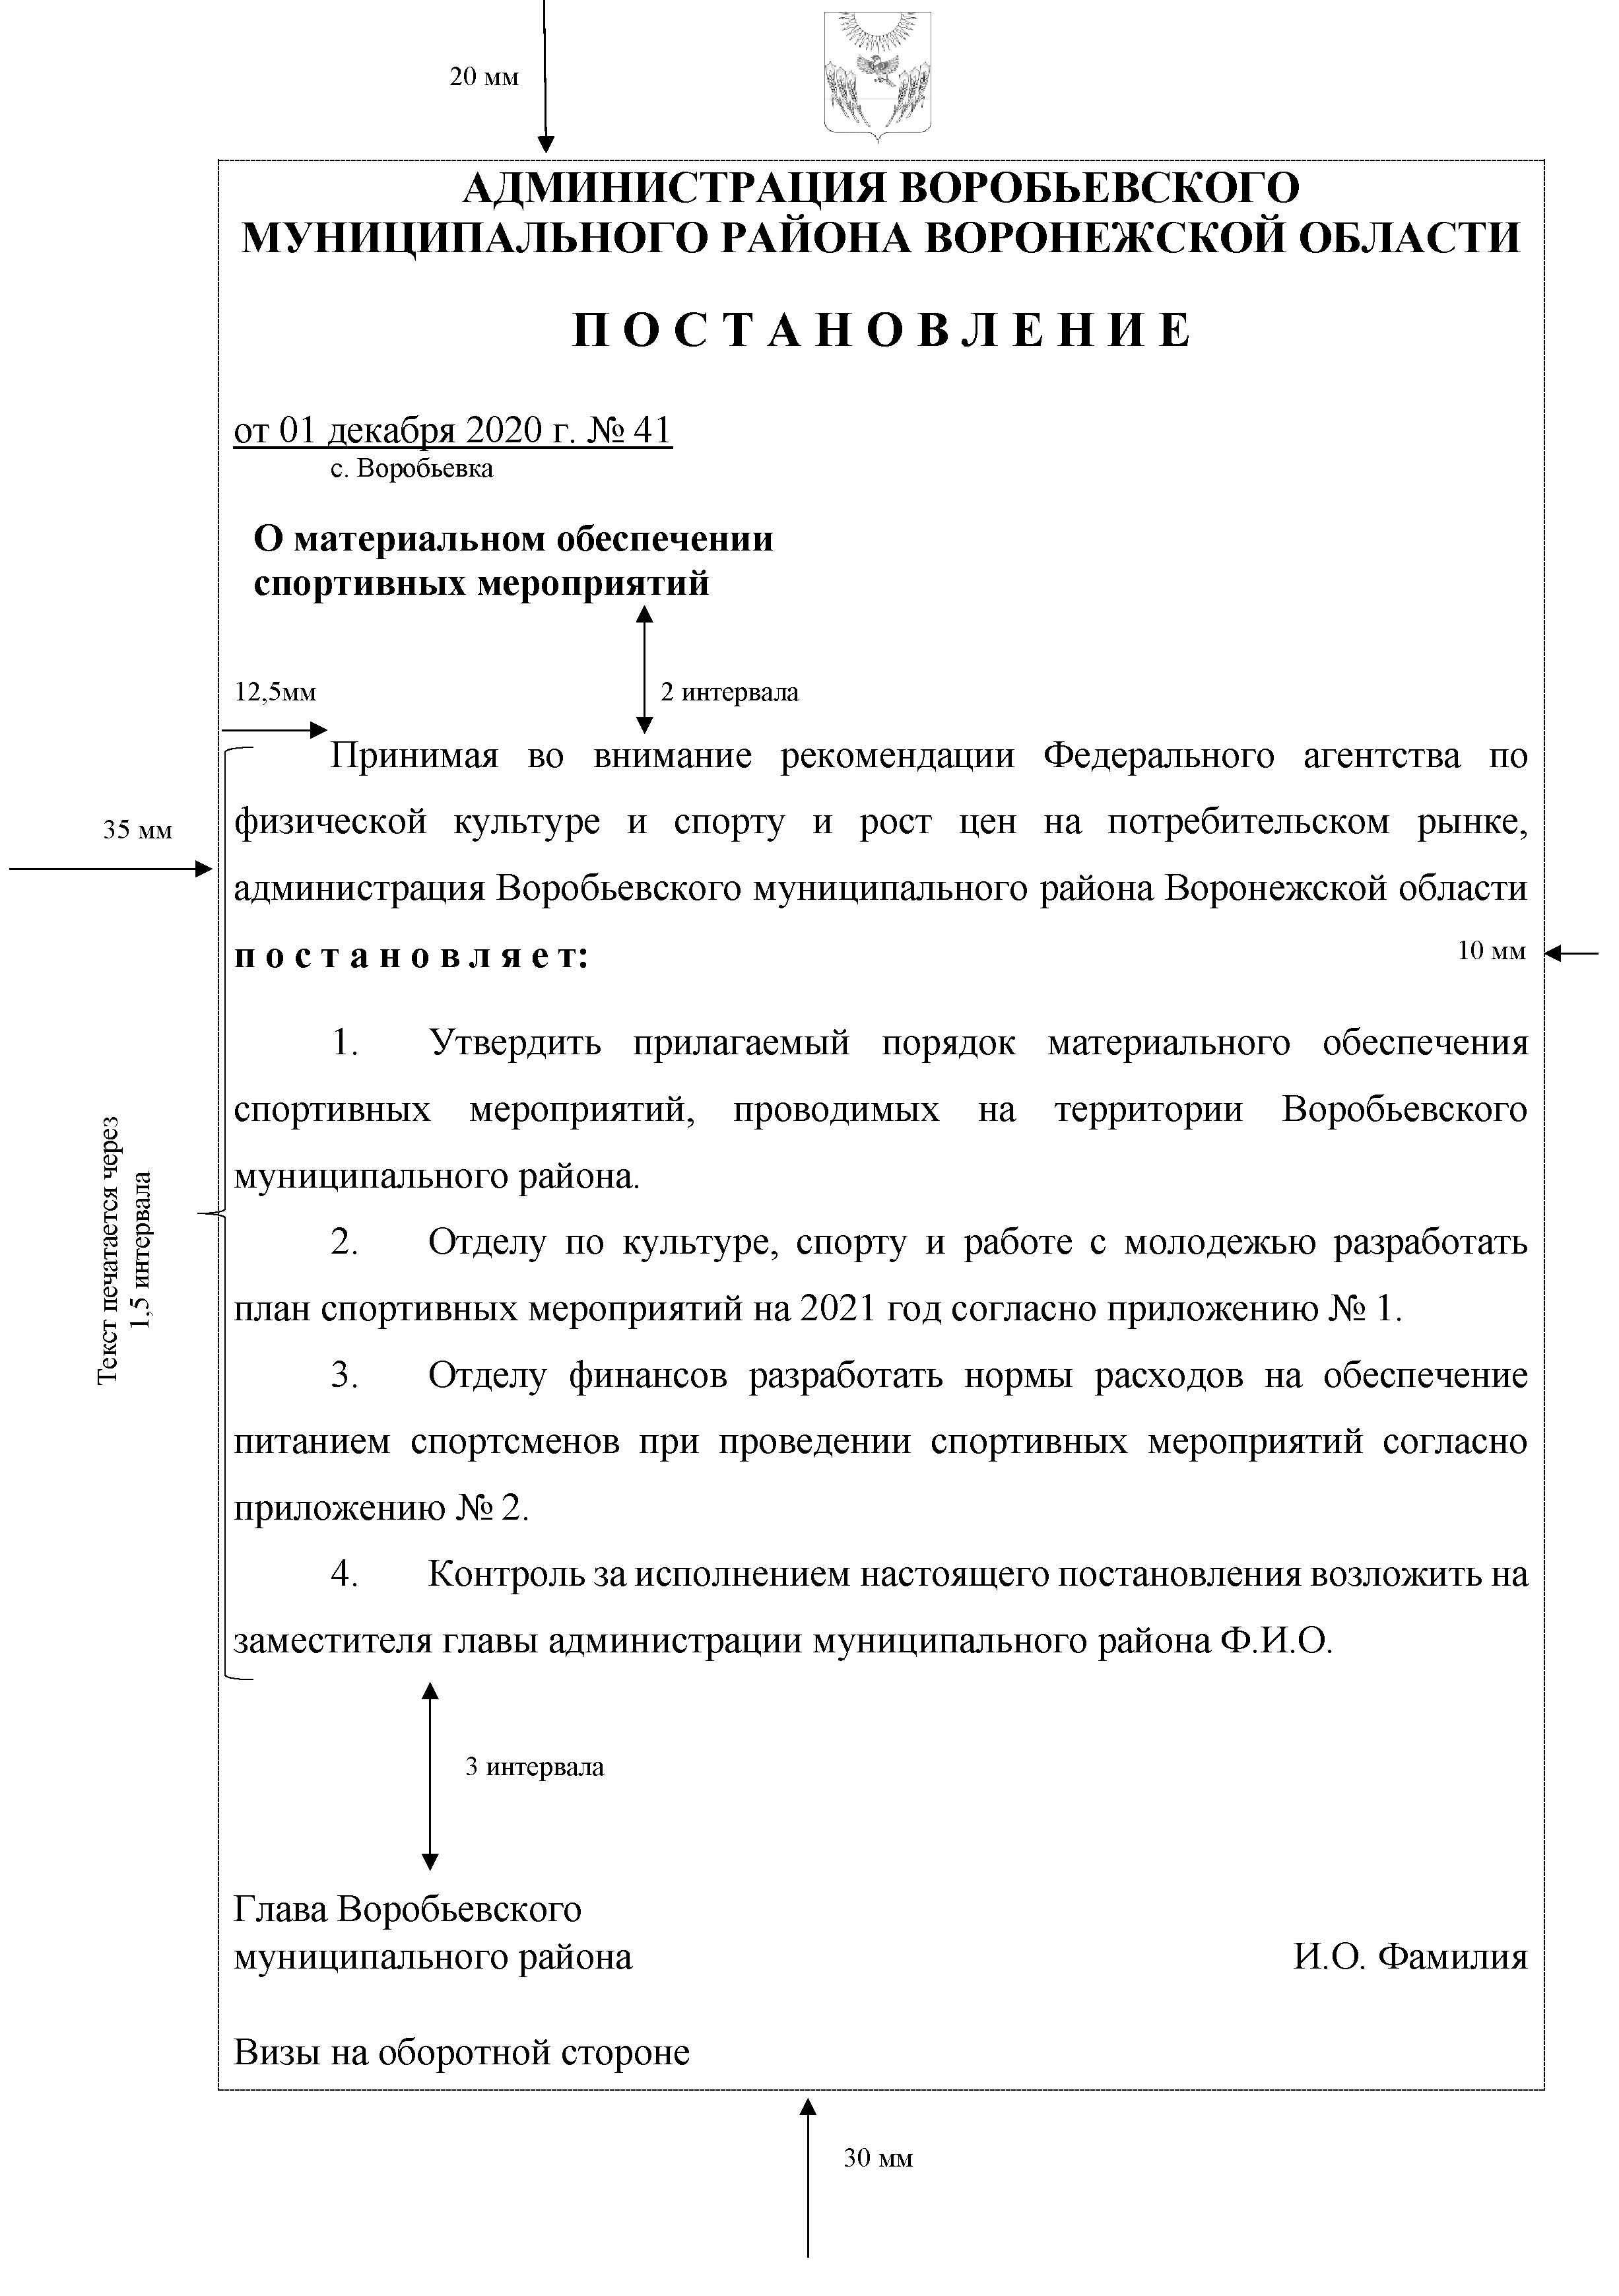 20 мм
АДМИНИСТРАЦИЯ ВОРОБЬЕВСКОГО
МУНИЦИПАЛЬНОГО РАЙОНА ВОРОНЕЖСКОЙ ОБЛАСТИ
П О С Т А Н О В Л Е Н И Е
от 01 декабря 2020 г. № 41
с. Воробьевка
О материальном обеспечении
спортивных мероприятий
12,5мм
2 интервала
Принимая во внимание рекомендации Федерального агентства по
физической культуре и спорту и рост цен на потребительском рынке,
35 мм
администрация Воробьевского муниципального района Воронежской области
п о с т а н о в л я е т:
10 мм
1. Утвердить прилагаемый порядок материального обеспечения
спортивных мероприятий, проводимых на территории Воробьевского
муниципального района.
Текст печатается через
1,5 интервала
2. Отделу по культуре, спорту и работе с молодежью разработать
план спортивных мероприятий на 2021 год согласно приложению № 1.
3. Отделу финансов разработать нормы расходов на обеспечение
питанием спортсменов при проведении спортивных мероприятий согласно
приложению № 2.
4. Контроль за исполнением настоящего постановления возложить на
заместителя главы администрации муниципального района Ф.И.О.
3 интервала
Глава Воробьевского
муниципального района И.О. Фамилия
Визы на оборотной стороне
30 мм